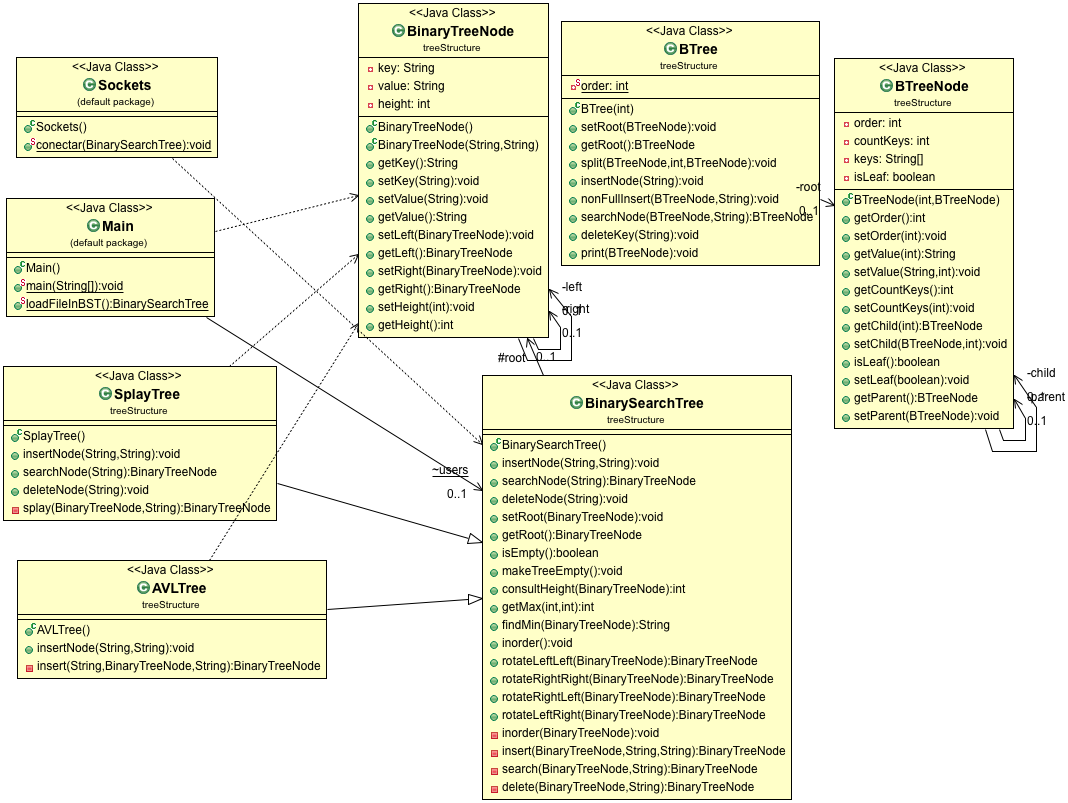 <<Java Class>>
Sockets
(default package)
Sockets()
conectar(BinarySearchTree):void
<<Java Class>>
Main
(default package)
Main()
main(String[]):void
loadFileInBST():BinarySearchTree
<<Java Class>>
SplayTree
treeStructure
SplayTree()
insertNode(String,String):void
searchNode(String):BinaryTreeNode
deleteNode(String):void
splay(BinaryTreeNode,String):BinaryTreeNode
<<Java Class>>
AVLTree
treeStructure
AVLTree()
insertNode(String,String):void
insert(String,BinaryTreeNode,String):BinaryTreeNode
<<Java Class>>
BinaryTreeNode
treeStructure
key: String
value: String
height: int
BinaryTreeNode()
BinaryTreeNode(String,String)
getKey():String
setKey(String):void
setValue(String):void
getValue():String
setLeft(BinaryTreeNode):void
getLeft():BinaryTreeNode
setRight(BinaryTreeNode):void
getRight():BinaryTreeNode
setHeight(int):void
getHeight():int
-left
0..1
-right
0..1
#root
0..1
~users
0..1
<<Java Class>>
BinarySearchTree
treeStructure
BinarySearchTree()
insertNode(String,String):void
searchNode(String):BinaryTreeNode
deleteNode(String):void
setRoot(BinaryTreeNode):void
getRoot():BinaryTreeNode
isEmpty():boolean
makeTreeEmpty():void
consultHeight(BinaryTreeNode):int
getMax(int,int):int
findMin(BinaryTreeNode):String
inorder():void
rotateLeftLeft(BinaryTreeNode):BinaryTreeNode
rotateRightRight(BinaryTreeNode):BinaryTreeNode
rotateRightLeft(BinaryTreeNode):BinaryTreeNode
rotateLeftRight(BinaryTreeNode):BinaryTreeNode
inorder(BinaryTreeNode):void
insert(BinaryTreeNode,String,String):BinaryTreeNode
search(BinaryTreeNode,String):BinaryTreeNode
delete(BinaryTreeNode,String):BinaryTreeNode
<<Java Class>>
BTree
treeStructure
order: int
BTree(int)
setRoot(BTreeNode):void
getRoot():BTreeNode
split(BTreeNode,int,BTreeNode):void
insertNode(String):void
nonFullInsert(BTreeNode,String):void
searchNode(BTreeNode,String):BTreeNode
deleteKey(String):void
print(BTreeNode):void
-root
0..1
<<Java Class>>
BTreeNode
treeStructure
order: int
countKeys: int
keys: String[]
isLeaf: boolean
BTreeNode(int,BTreeNode)
getOrder():int
setOrder(int):void
getValue(int):String
setValue(String,int):void
getCountKeys():int
setCountKeys(int):void
getChild(int):BTreeNode
setChild(BTreeNode,int):void
isLeaf():boolean
setLeaf(boolean):void
getParent():BTreeNode
setParent(BTreeNode):void
-child
-parent
0..1